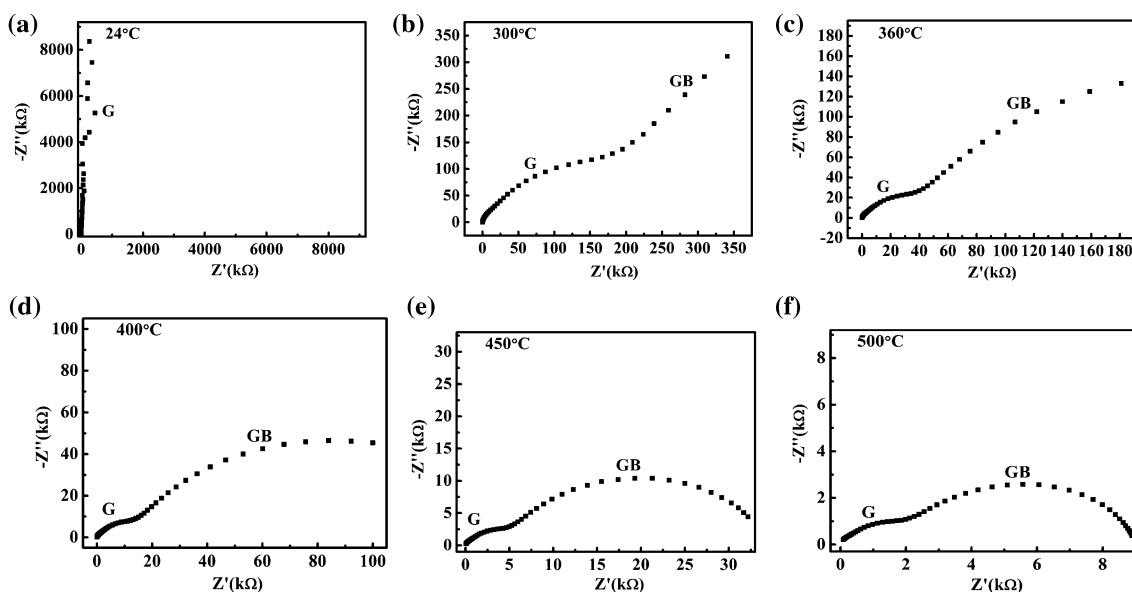 (a)
24°C
8000
6000
4000
2000
0
G
-Z''(kΩ)
0 2000 4000 6000 8000
Z'(kΩ)
(b)
300°C
350
300
250
200
150
100
50
0
G
GB
-Z''(kΩ)
0 50 100 150 200 250 300 350
Z'(kΩ)
(c)
360°C
180
160
140
120
100
80
60
40
20
0
-20
G
GB
-Z''(kΩ)
0 20 40 60 80 100 120 140 160 180
Z'(kΩ)
(d)
400°C
100
80
60
40
20
0
G
GB
-Z''(kΩ)
0 20 40 60 80 100
Z'(kΩ)
(e)
450°C
30
25
20
15
10
5
0
G
GB
-Z''(kΩ)
0 5 10 15 20 25 30
Z'(kΩ)
(f)
500°C
8
6
4
2
0
G
GB
-Z''(kΩ)
0 2 4 6 8
Z'(kΩ)